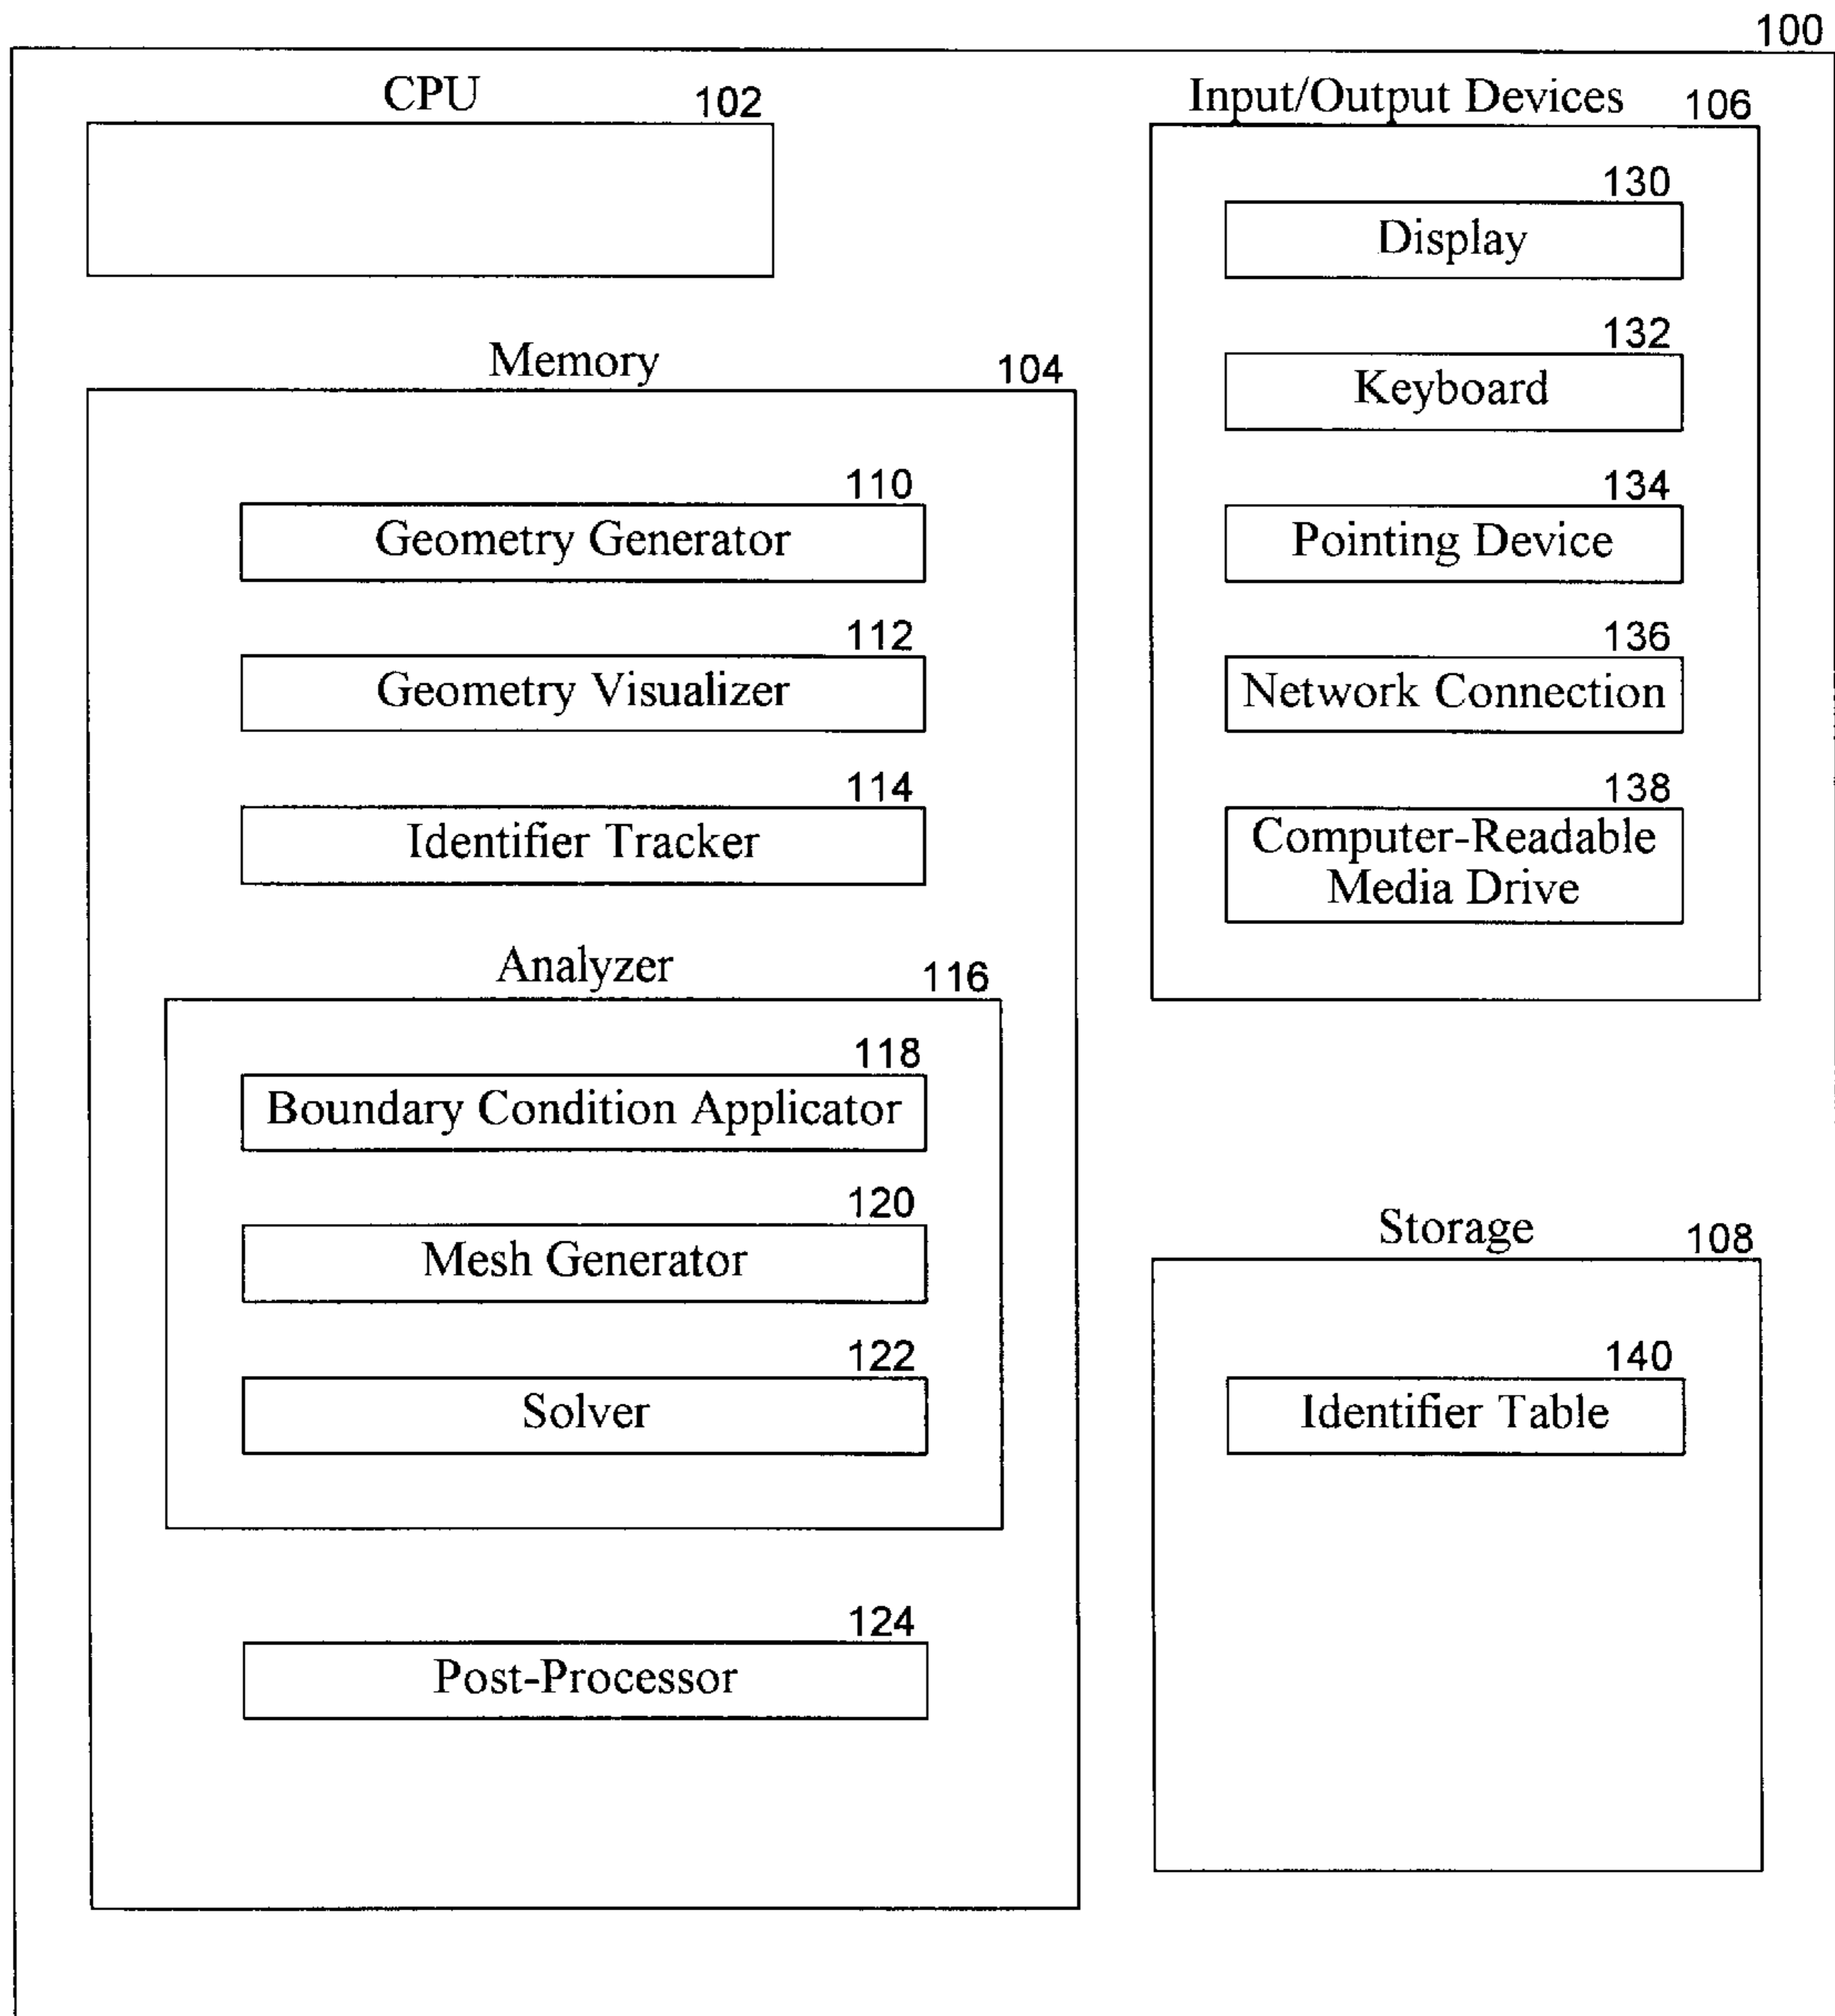 100
CPU 102
Memory 104
110
Geometry Generator
112
Geometry Visualizer
114
Identifier Tracker
Analyzer 116
118
Boundary Condition Applicator
120
Mesh Generator
122
Solver
124
Post-Processor
Input/Output Devices 106
130
Display
132
Keyboard
134
Pointing Device
136
Network Connection
138
Computer-Readable
Media Drive
Storage 108
140
Identifier Table